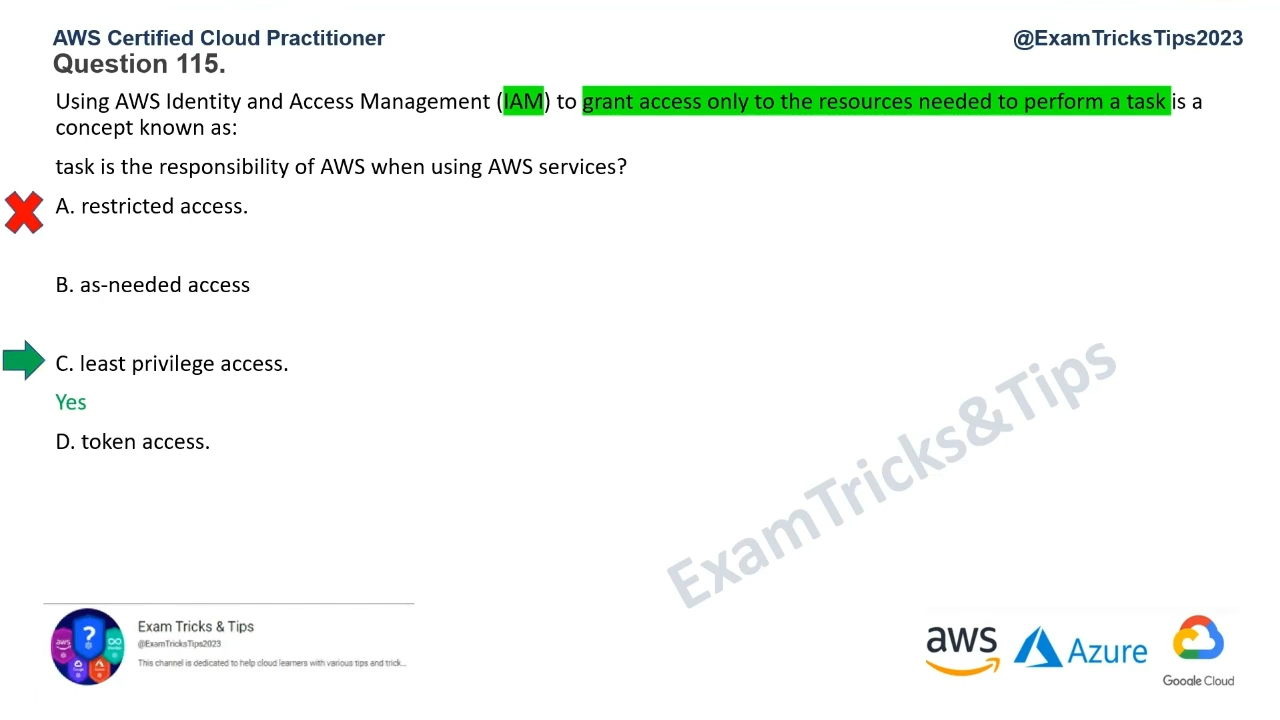 AWS Certified Cloud Practitioner
@ExamTricksTips2023
Question 115.
Using AWS Identity and Access Management (IAM) to grant access only to the resources needed to perform a task is a
concept known as:
task is the responsibility of AWS when using AWS services?
A. restricted access.
B. as-needed access
C. least privilege access.
Yes
D. token access.
ExamTricks&Tips
Exam Tricks & Tips
@ExamTricksTips2023
This channel is dedicated to help cloud learners with various tips and trick...
aws
?
aws
Azure
Google Cloud